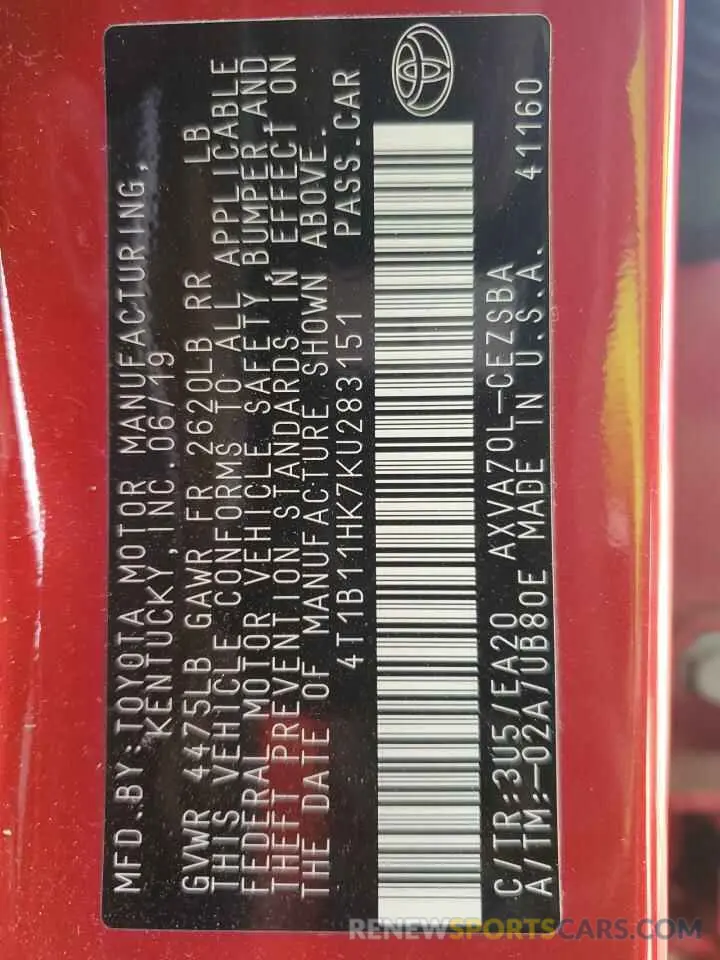 MFD.BY:TOYOTA MOTOR MANUFACTURING,
KENTUCKY,INC.06/19
GVWR 4475LB GAWR FR 2620LB RR LB
THIS VEHICLE CONFORMS TO ALL APPLICABLE
FEDERAL MOTOR VEHICLE SAFETY,BUMPER,AND
THEFT PREVENTION STANDARDS IN EFFECT ON
THE DATE OF MANUFACTURE SHOWN ABOVE.
4T1B11HK7KU283151 PASS.CAR
C/TR:3U5/EA20 AXVA70L-CEZSBA 41160
A/TM:-02A/UB80E MADE IN U.S.A.
RENEWSPORTSCARS.COM